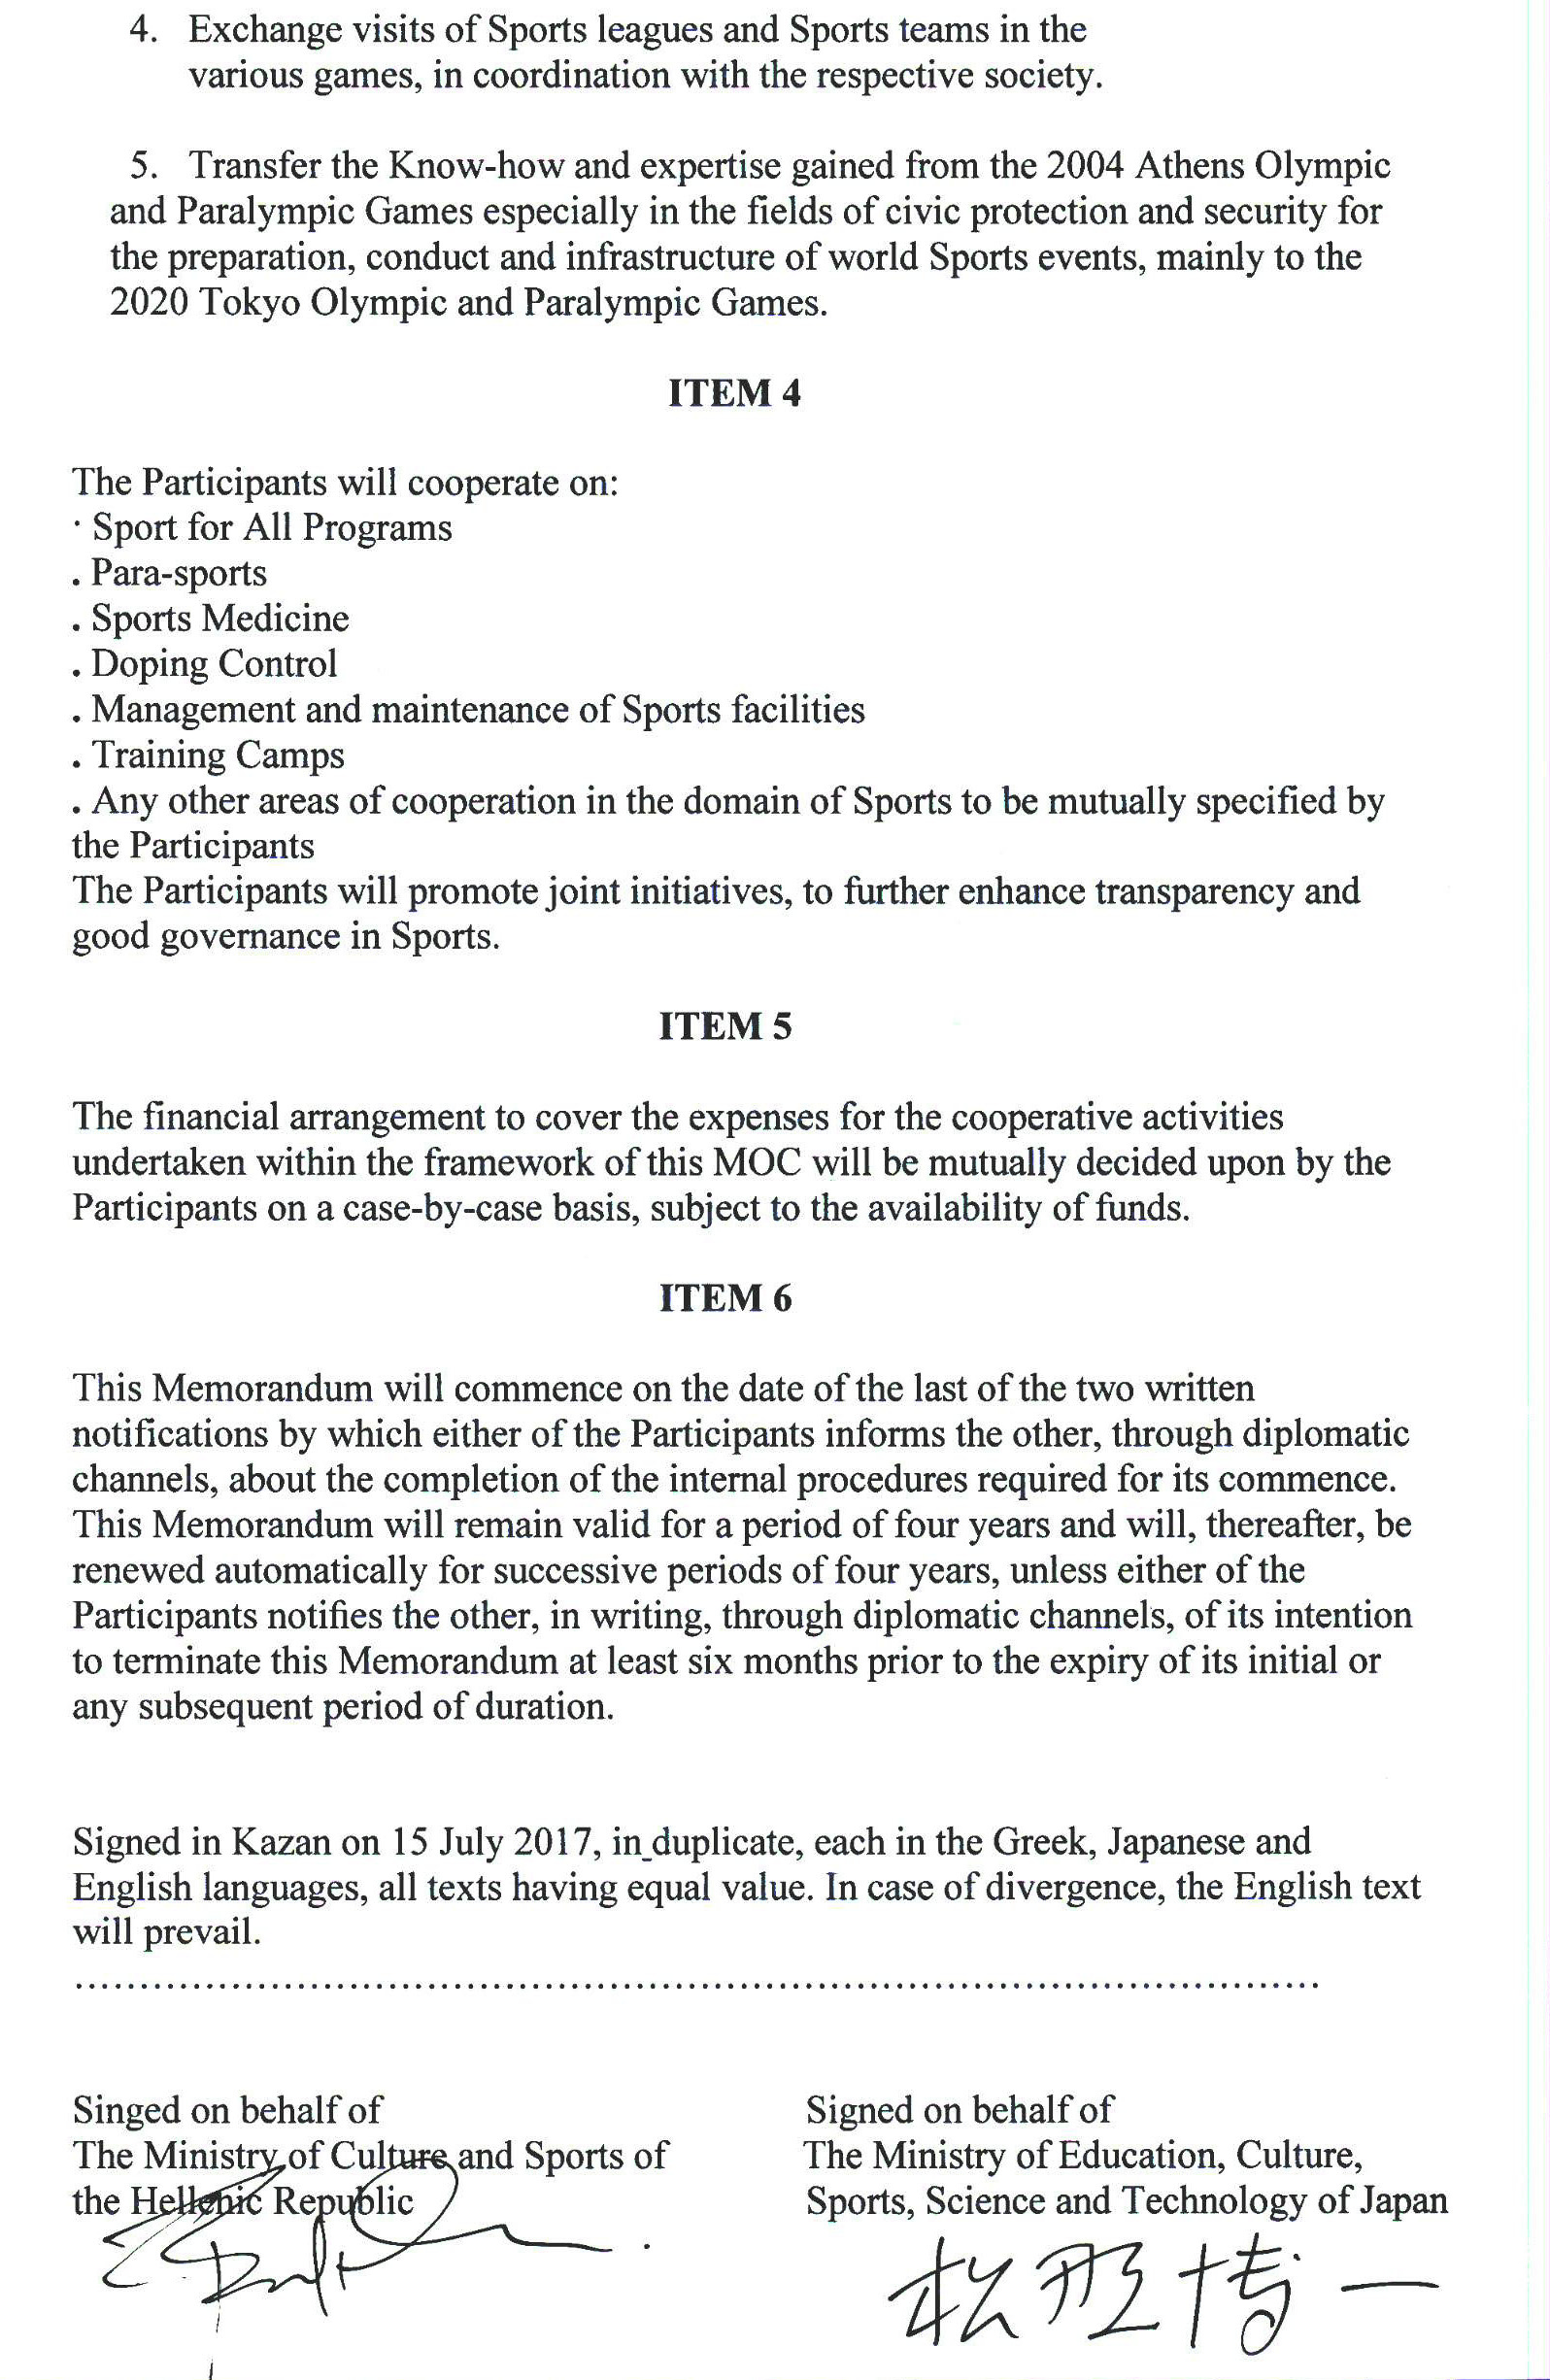 4. Exchange visits of Sports leagues and Sports teams in the
various games, in coordination with the respective society.
5. Transfer the Know-how and expertise gained from the 2004 Athens Olympic
and Paralympic Games especially in the fields of civic protection and security for
the preparation, conduct and infrastructure of world Sports events, mainly to the
2020 Tokyo Olympic and Paralympic Games.
ITEM 4
The Participants will cooperate on:
· Sport for All Programs
. Para-sports
. Sports Medicine
. Doping Control
. Management and maintenance of Sports facilities
. Training Camps
. Any other areas of cooperation in the domain of Sports to be mutually specified by
the Participants
The Participants will promote joint initiatives, to further enhance transparency and
good governance in Sports.
ITEM 5
The financial arrangement to cover the expenses for the cooperative activities
undertaken within the framework of this MOC will be mutually decided upon by the
Participants on a case-by-case basis, subject to the availability of funds.
ITEM 6
This Memorandum will commence on the date of the last of the two written
notifications by which either of the Participants informs the other, through diplomatic
channels, about the completion of the internal procedures required for its commence.
This Memorandum will remain valid for a period of four years and will, thereafter, be
renewed automatically for successive periods of four years, unless either of the
Participants notifies the other, in writing, through diplomatic channels, of its intention
to terminate this Memorandum at least six months prior to the expiry of its initial or
any subsequent period of duration.
Signed in Kazan on 15 July 2017, in_duplicate, each in the Greek, Japanese and
English languages, all texts having equal value. In case of divergence, the English text
will prevail.
................................................................................................
Singed on behalf of
The Ministry of Culture and Sports of
the Hellenic Republic
Signed on behalf of
The Ministry of Education, Culture,
Sports, Science and Technology of Japan
松野博一